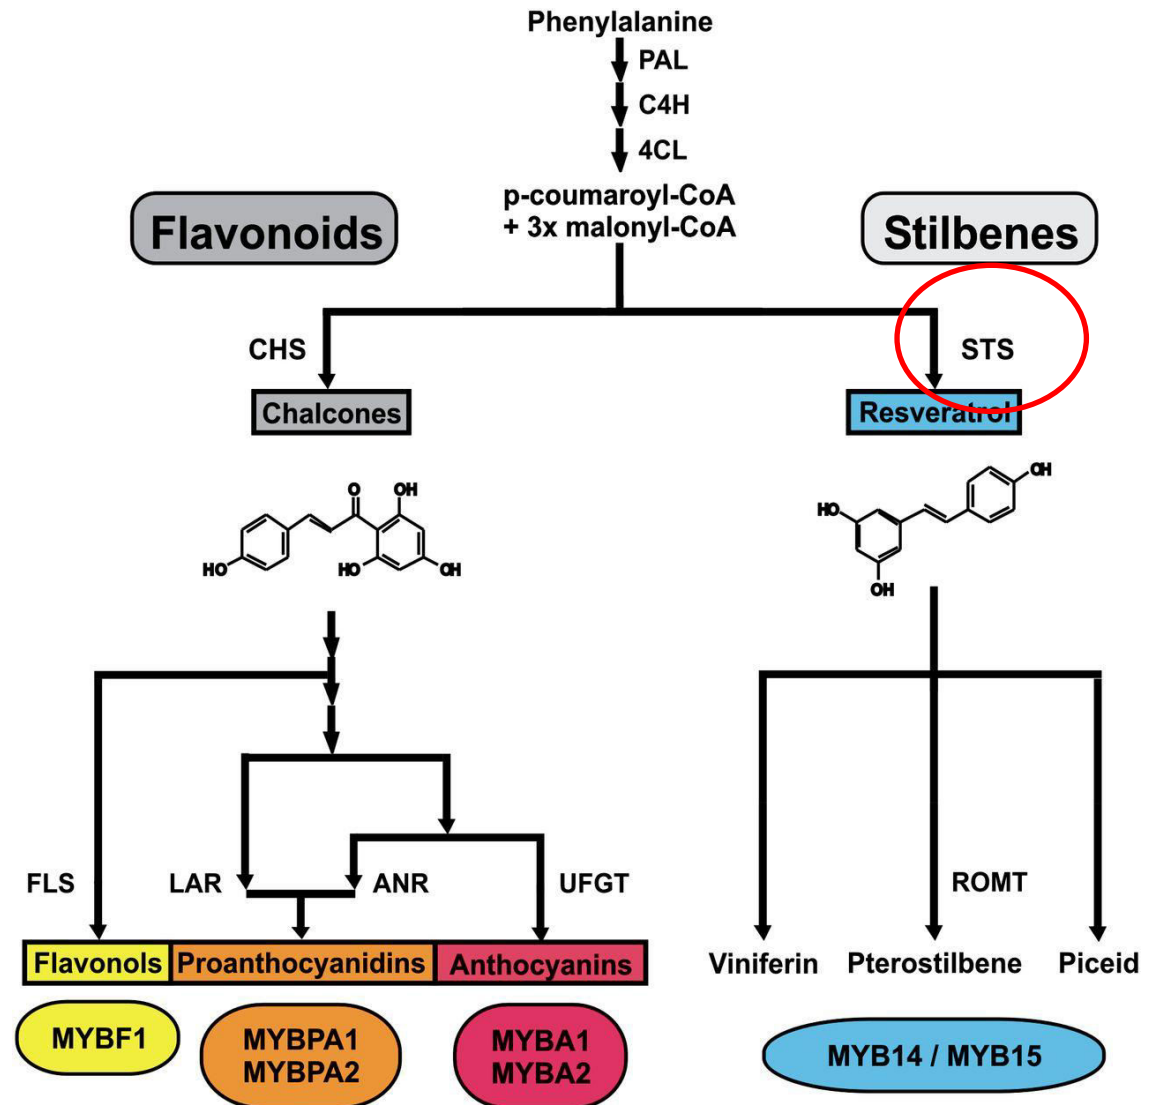 Phenylalanine
PAL
C4H
4CL
p-coumaroyl-CoA
+ 3x malonyl-CoA
Flavonoids
Stilbenes
CHS
STS
Chalcones
Resveratrol
O
OH
HO
HO
OH
OH
HO
OH
FLS
LAR
ANR
UFGT
ROMT
Flavonols
Proanthocyanidins
Anthocyanins
Viniferin
Pterostilbene
Piceid
MYBF1
MYBPA1
MYBPA2
MYBA1
MYBA2
MYB14 / MYB15